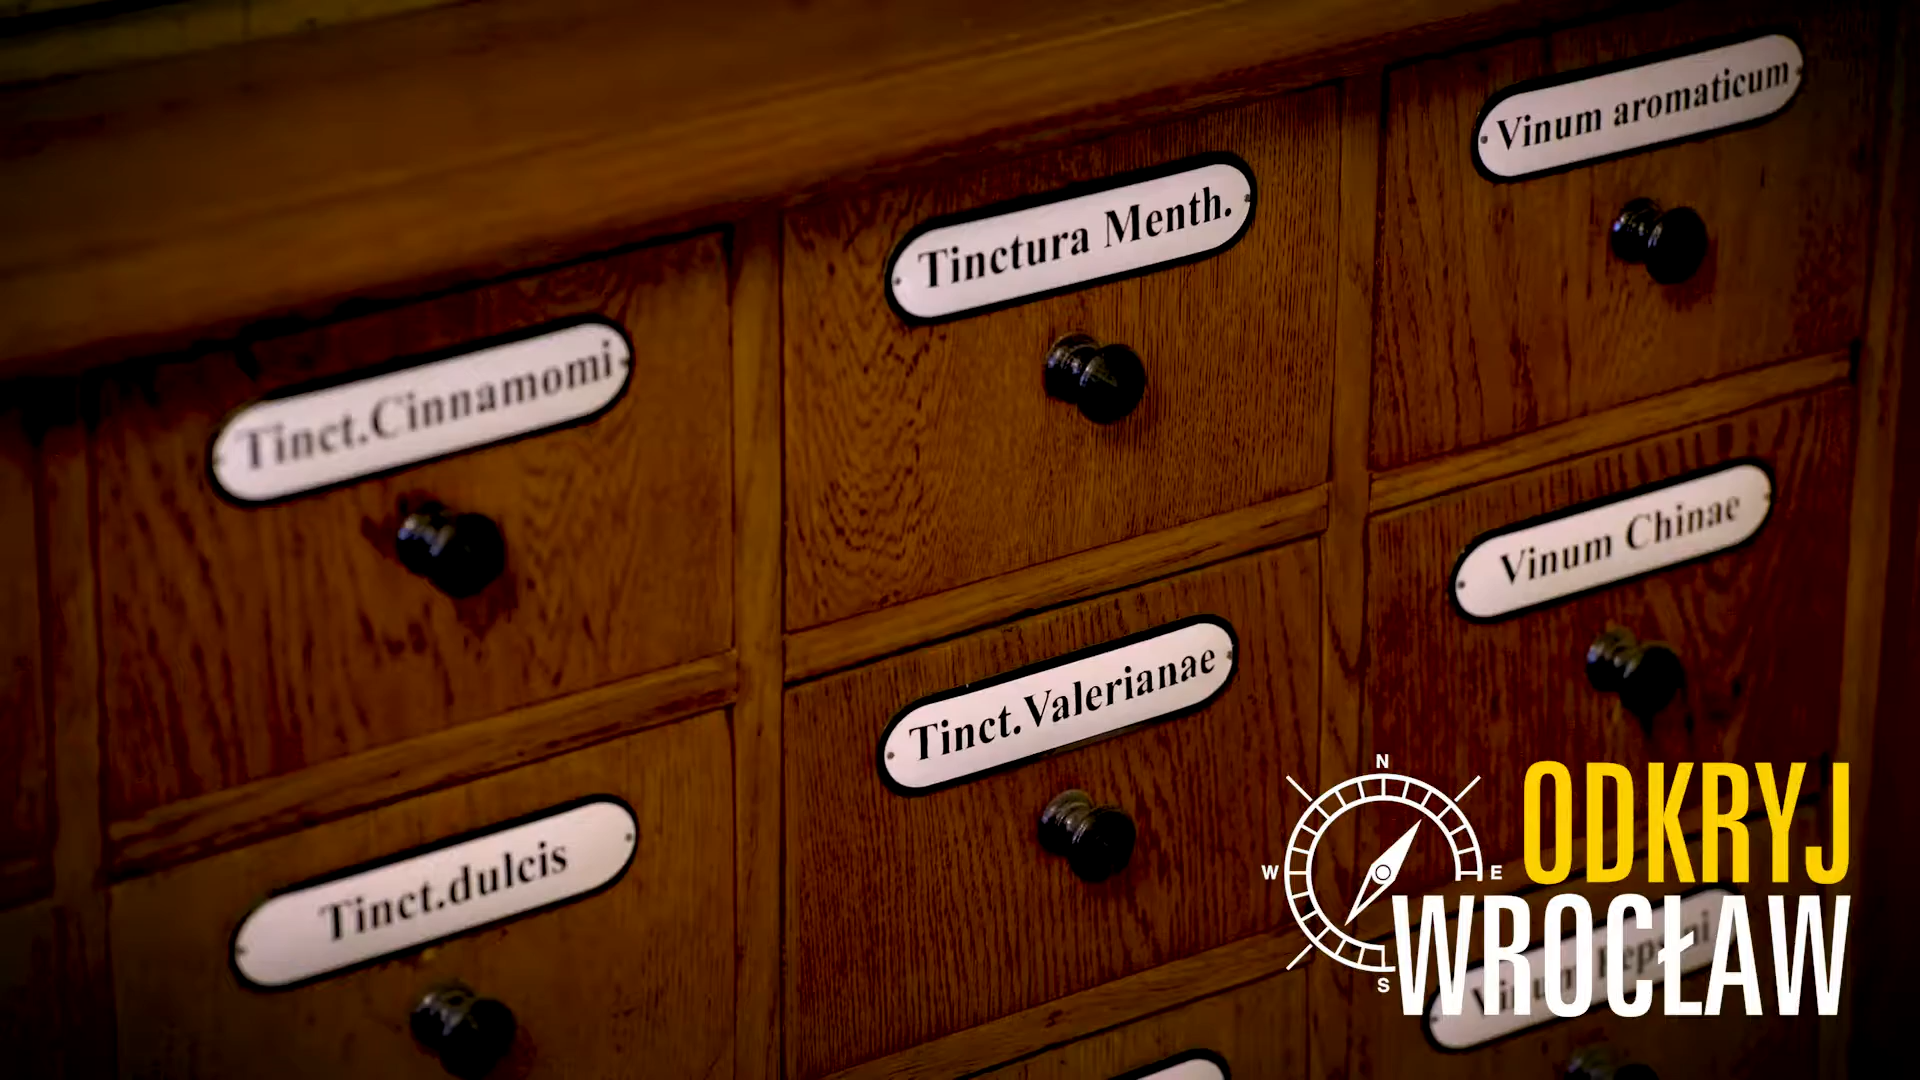 Vinum aromaticum
Tinctura Menth.
Tinct.Cinnamomi
Vinum Chinae
Tinct.Valerianae
Tinct.dulcis
N
W
E
S
ODKRYJ
WROCŁAW